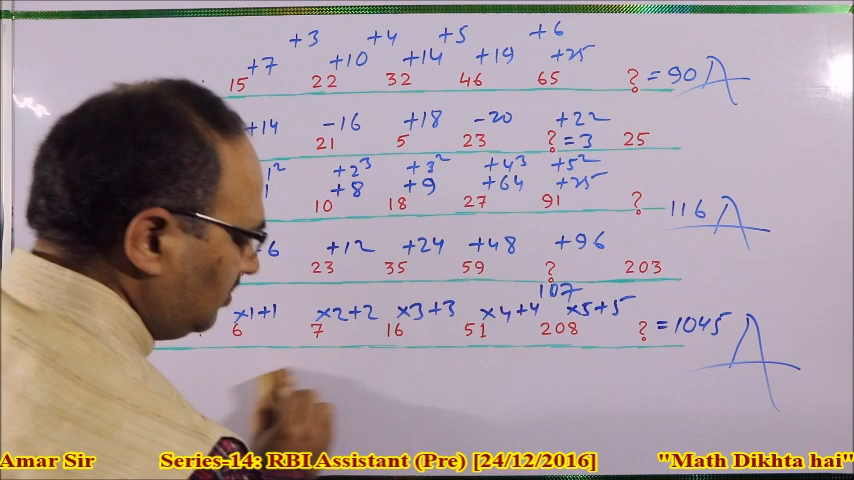 +3 +4 +5 +6
+7 +10 +14 +19 +25
15 22 32 46 65 ? = 90 A
+14 -16 +18 -20 +22
21 5 23 ? = 3 25
1² +2³ +3² +4³ +5²
+8 +9 +64 +25
10 18 27 91 ? 116 A
-6 +12 +24 +48 +96
23 35 59 ? 203
107
×1+1 ×2+2 ×3+3 ×4+4 ×5+5
6 7 16 51 208 ? = 1045 A
Amar Sir Series-14: RBI Assistant (Pre) [24/12/2016] "Math Dikhta hai"